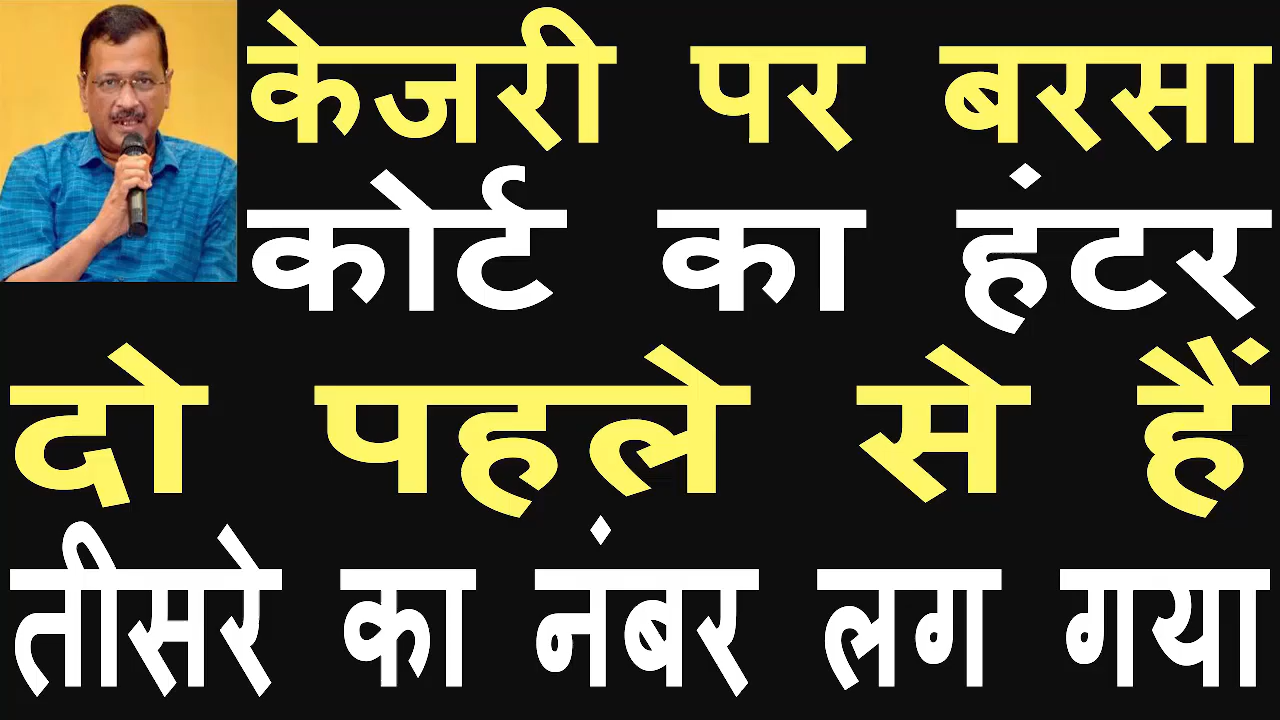 केजरी पर बरसा
कोर्ट का हंटर
दो पहले से हैं
तीसरे का नंबर लग गया